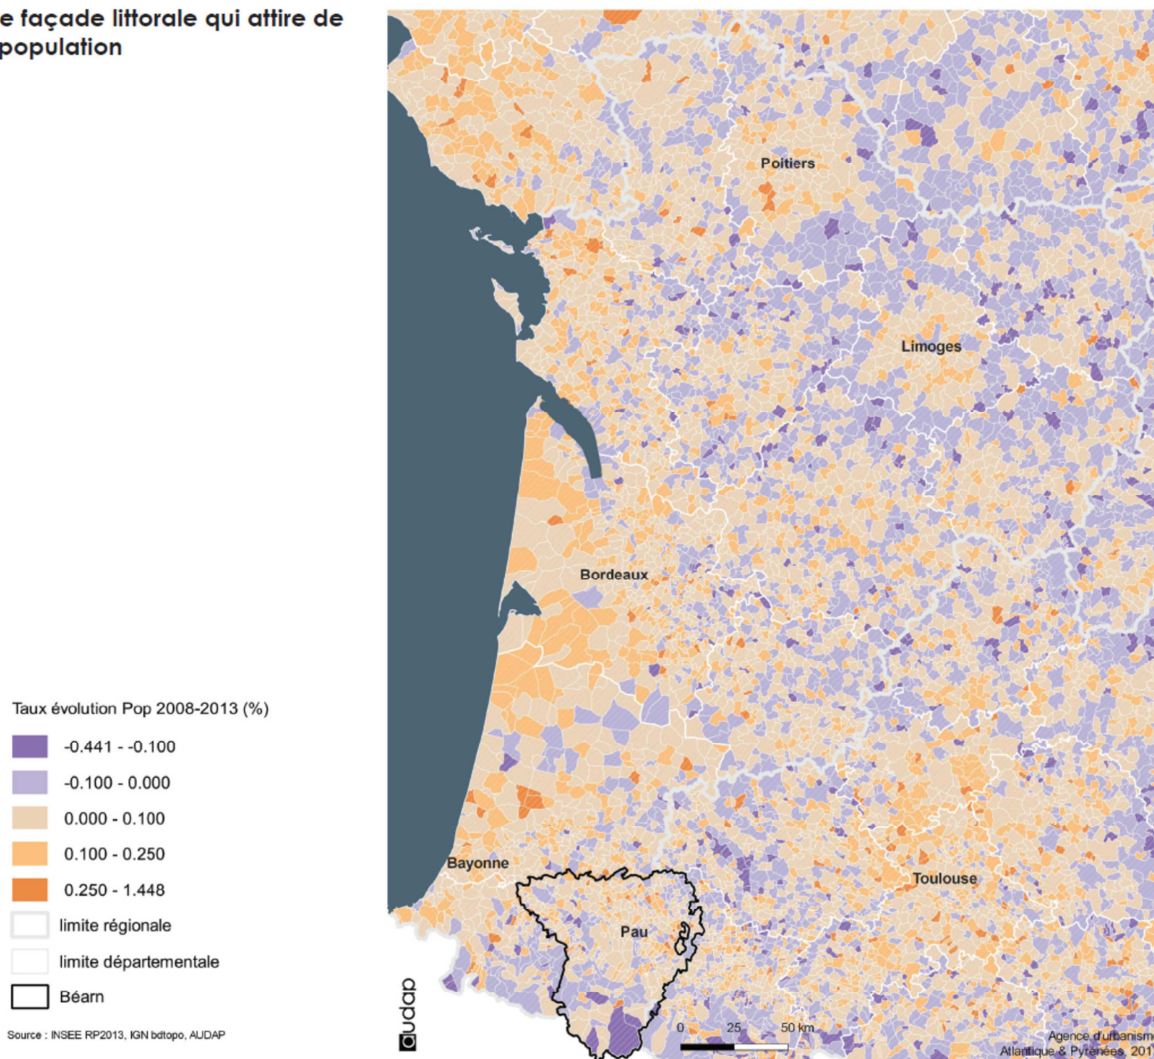 e façade littorale qui attire de
population
Poitiers
Limoges
Bordeaux
Bayonne
Toulouse
Pau
Taux évolution Pop 2008-2013 (%)
-0.441 - -0.100
-0.100 - 0.000
0.000 - 0.100
0.100 - 0.250
0.250 - 1.448
limite régionale
limite départementale
Béarn
Source : INSEE RP2013, IGN bdtopo, AUDAP
audap
0 25 50 km
Agence d'urbanisme
Atlantique & Pyrénées, 201